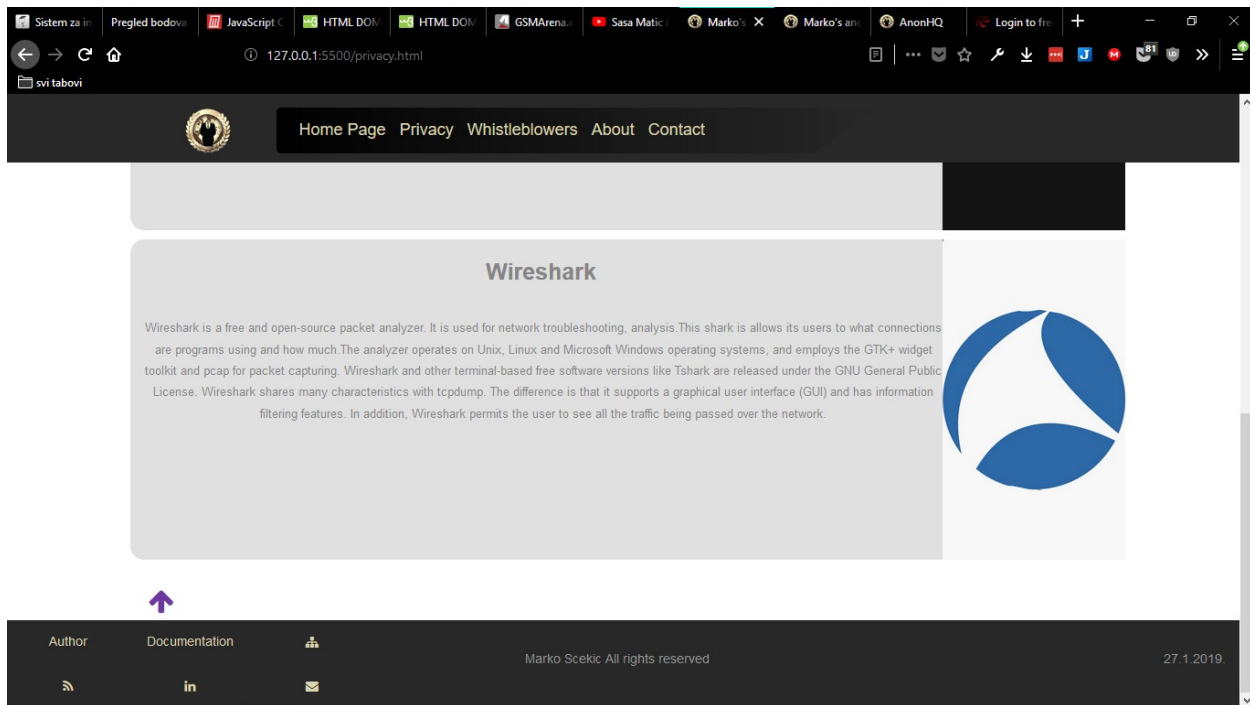 Sistem za in
Pregled bodova
JavaScript C
HTML DOM
HTML DOM
GSMArena.c
Sasa Matic i
Marko's
Marko's and
AnonHQ
Login to fre
127.0.0.1:5500/privacy.html
81
svi tabovi
Home Page Privacy Whistleblowers About Contact
Wireshark
Wireshark is a free and open-source packet analyzer. It is used for network troubleshooting, analysis.This shark is allows its users to what connections
are programs using and how much.The analyzer operates on Unix, Linux and Microsoft Windows operating systems, and employs the GTK+ widget
toolkit and pcap for packet capturing. Wireshark and other terminal-based free software versions like Tshark are released under the GNU General Public
License. Wireshark shares many characteristics with tcpdump. The difference is that it supports a graphical user interface (GUI) and has information
filtering features. In addition, Wireshark permits the user to see all the traffic being passed over the network.
Author Documentation
Marko Scekic All rights reserved
27.1.2019.
in